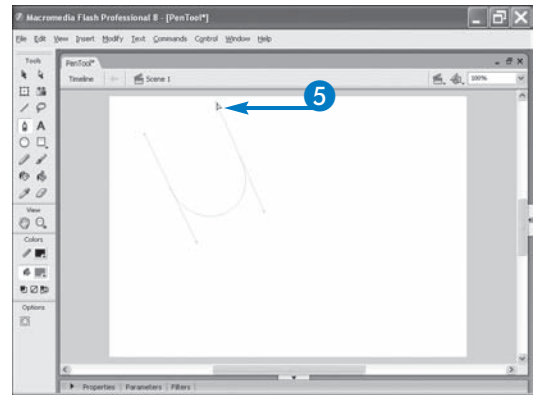 Macromedia Flash Professional 8 - [PenTool*]
File Edit View Insert Modify Text Commands Control Window Help
Tools
PenTool*
Timeline
Scene 1
100%
5
A
View
Colors
Options
Properties Parameters Filters